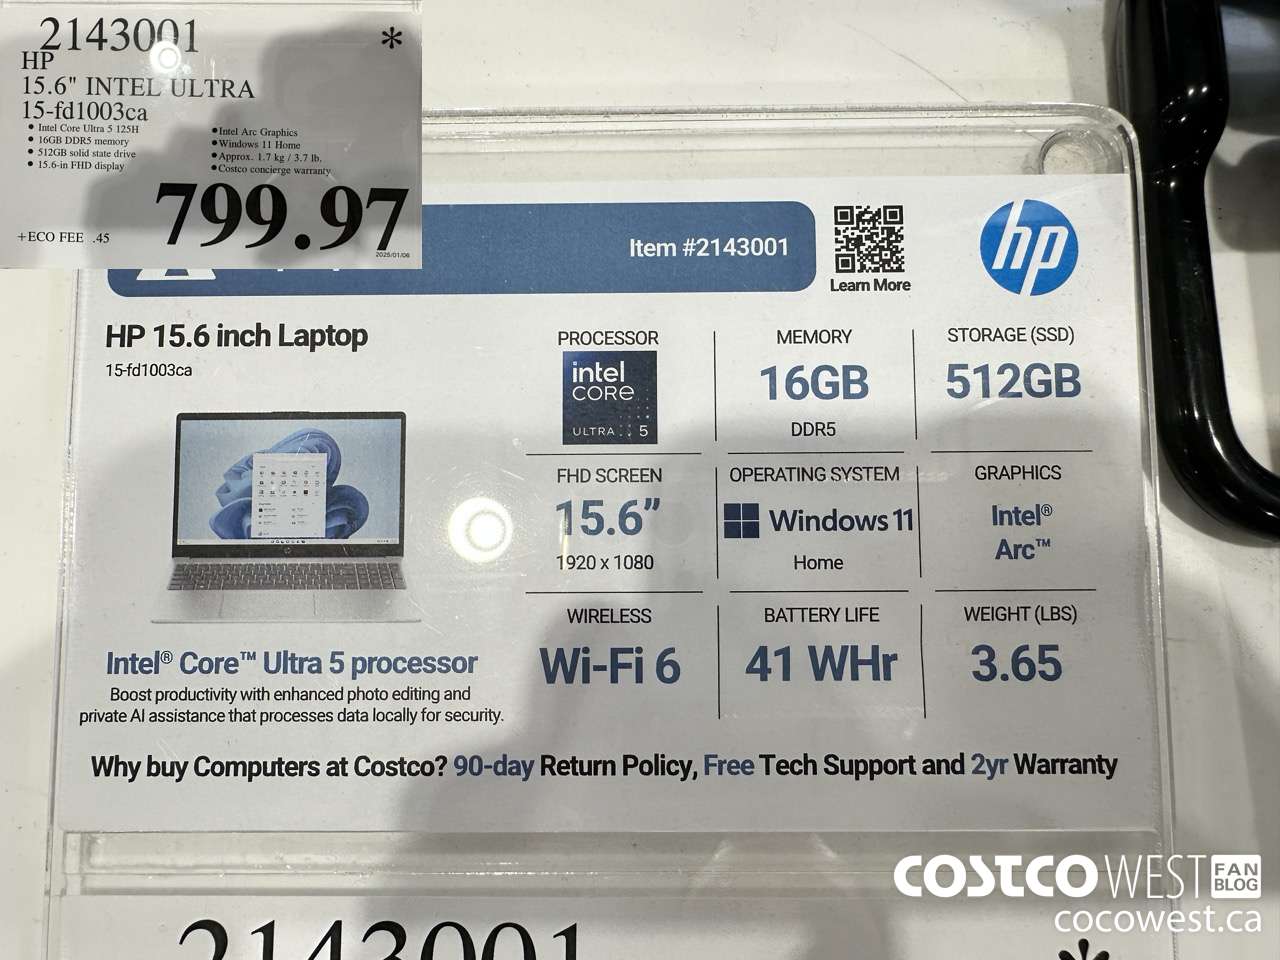 2143001 *
HP
15.6" INTEL ULTRA
15-fd1003ca
• Intel Core Ultra 5 125H
• 16GB DDR5 memory
• 512GB solid state drive
• 15.6-in FHD display
• Intel Arc Graphics
• Windows 11 Home
• Approx. 1.7 kg / 3.7 lb.
• Costco concierge warranty
799.97
+ECO FEE .45
2025/01/06
Item #2143001
Learn More
hp
HP 15.6 inch Laptop
15-fd1003ca
PROCESSOR
intel
CORE
ULTRA 5
MEMORY
16GB
DDR5
STORAGE (SSD)
512GB
FHD SCREEN
15.6”
1920 x 1080
OPERATING SYSTEM
Windows 11
Home
GRAPHICS
Intel®
Arc™
WIRELESS
Wi-Fi 6
BATTERY LIFE
41 WHr
WEIGHT (LBS)
3.65
Intel® Core™ Ultra 5 processor
Boost productivity with enhanced photo editing and
private AI assistance that processes data locally for security.
Why buy Computers at Costco? 90-day Return Policy, Free Tech Support and 2yr Warranty
COSTCO WEST FAN BLOG
cocowest.ca
2143001 *